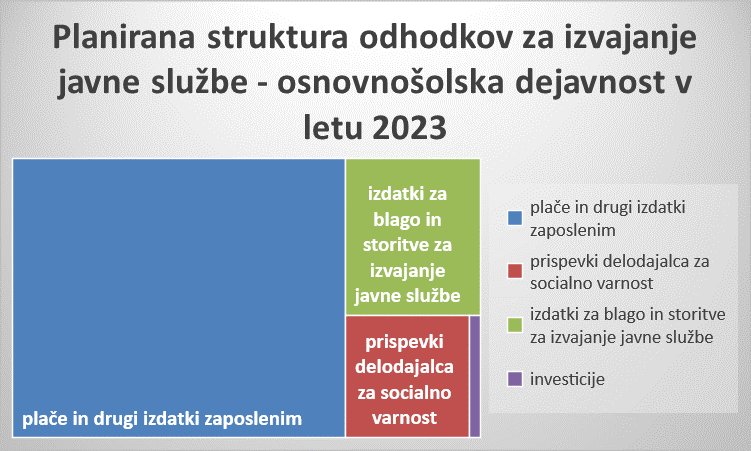 Planirana struktura odhodkov za izvajanje
javne službe - osnovnošolska dejavnost v
letu 2023
plače in drugi izdatki zaposlenim
izdatki za
blago in
storitve za
izvajanje
javne službe
prispevki
delodajalca
za socialno
varnost
plače in drugi izdatki
zaposlenim
prispevki delodajalca za
socialno varnost
izdatki za blago in storitve
za izvajanje javne službe
investicije